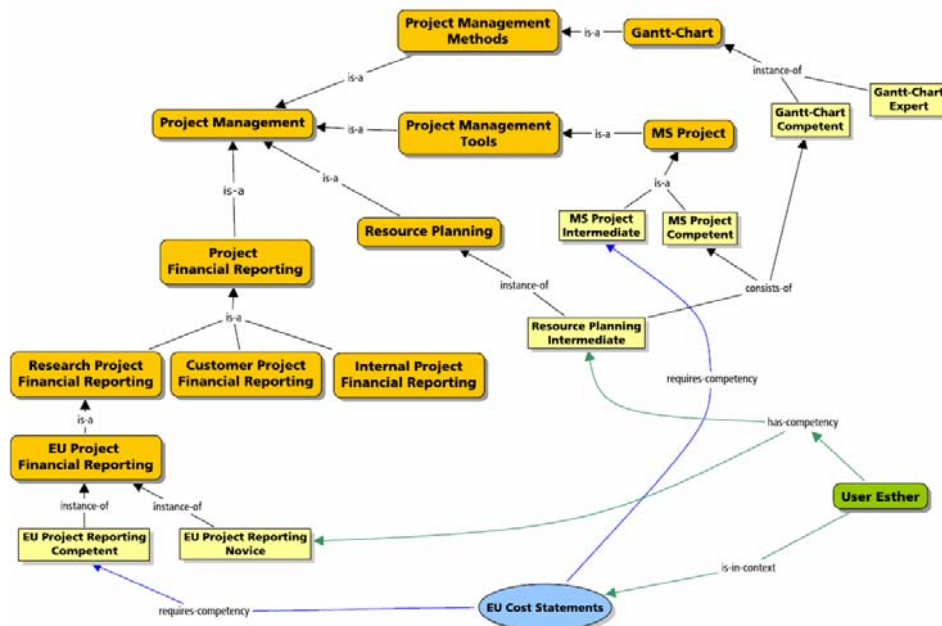 Project Management
Methods
is-a
Gantt-Chart
is-a
instance-of
Gantt-Chart
Expert
Gantt-Chart
Competent
Project Management
is-a
Project Management
Tools
is-a
MS Project
is-a
is-a
is-a
MS Project
Intermediate
MS Project
Competent
Resource Planning
Project
Financial Reporting
instance-of
consists-of
is-a
Resource Planning
Intermediate
Research Project
Financial Reporting
Customer Project
Financial Reporting
Internal Project
Financial Reporting
requires-competency
is-a
has-competency
EU Project
Financial Reporting
User Esther
instance-of
instance-of
EU Project Reporting
Competent
EU Project Reporting
Novice
is-in-context
requires-competency
EU Cost Statements